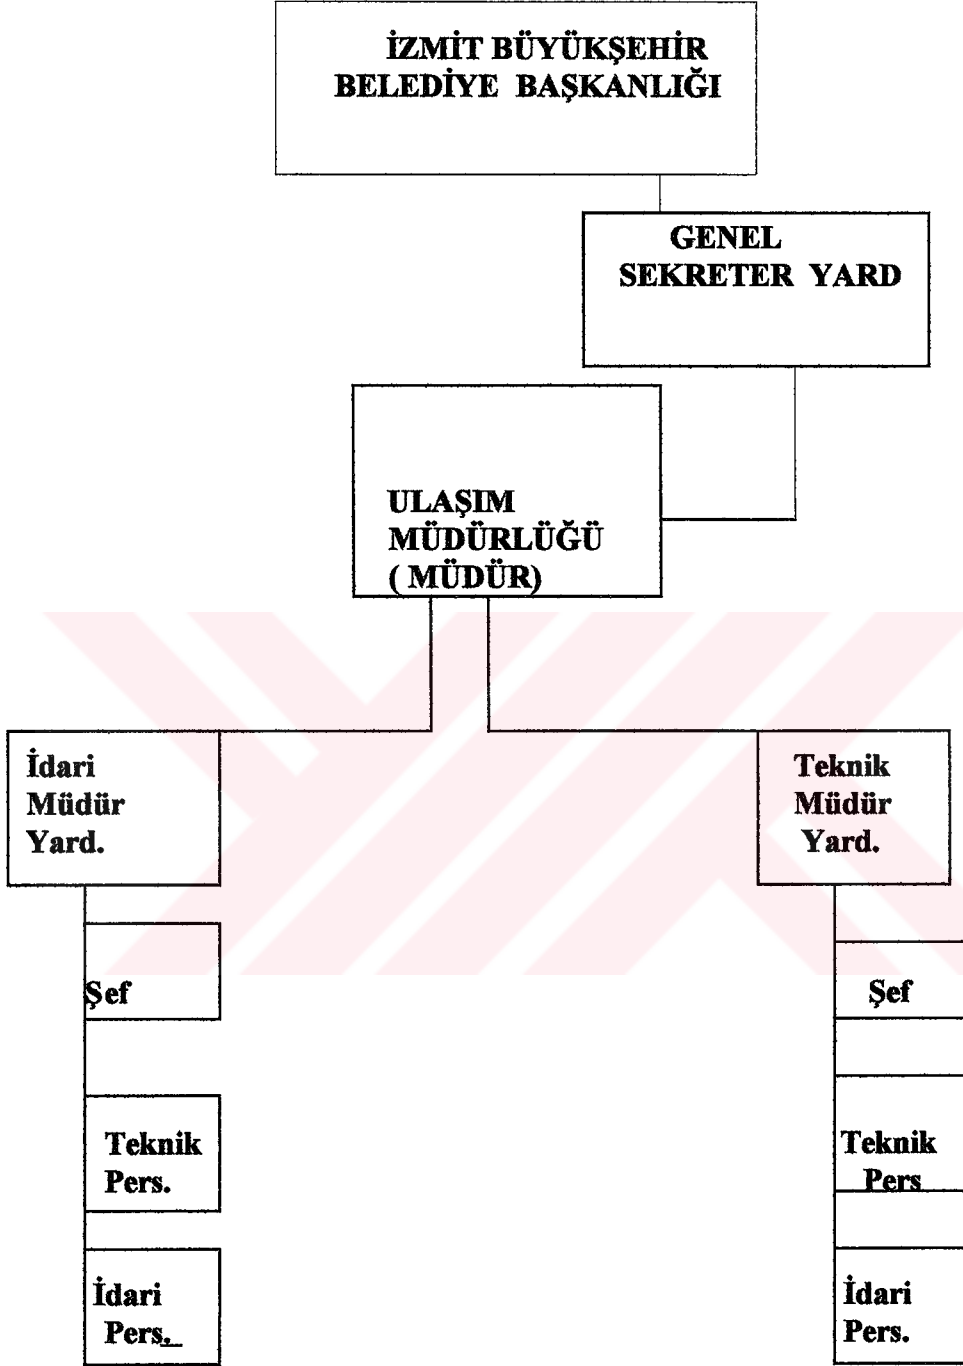 İZMİT BÜYÜKŞEHİR
BELEDİYE BAŞKANLIĞI
GENEL
SEKRETER YARD
ULAŞIM
MÜDÜRLÜĞÜ
( MÜDÜR)
İdari
Müdür
Yard.
Teknik
Müdür
Yard.
Şef
Şef
Teknik
Pers.
Teknik
Pers
İdari
Pers.
İdari
Pers.